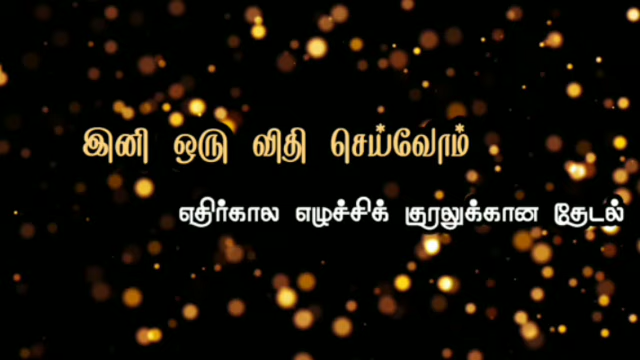 இனி ஒரு விதி செய்வோம்
எதிர்கால எழுச்சிக் குரலுக்கான தேடல்